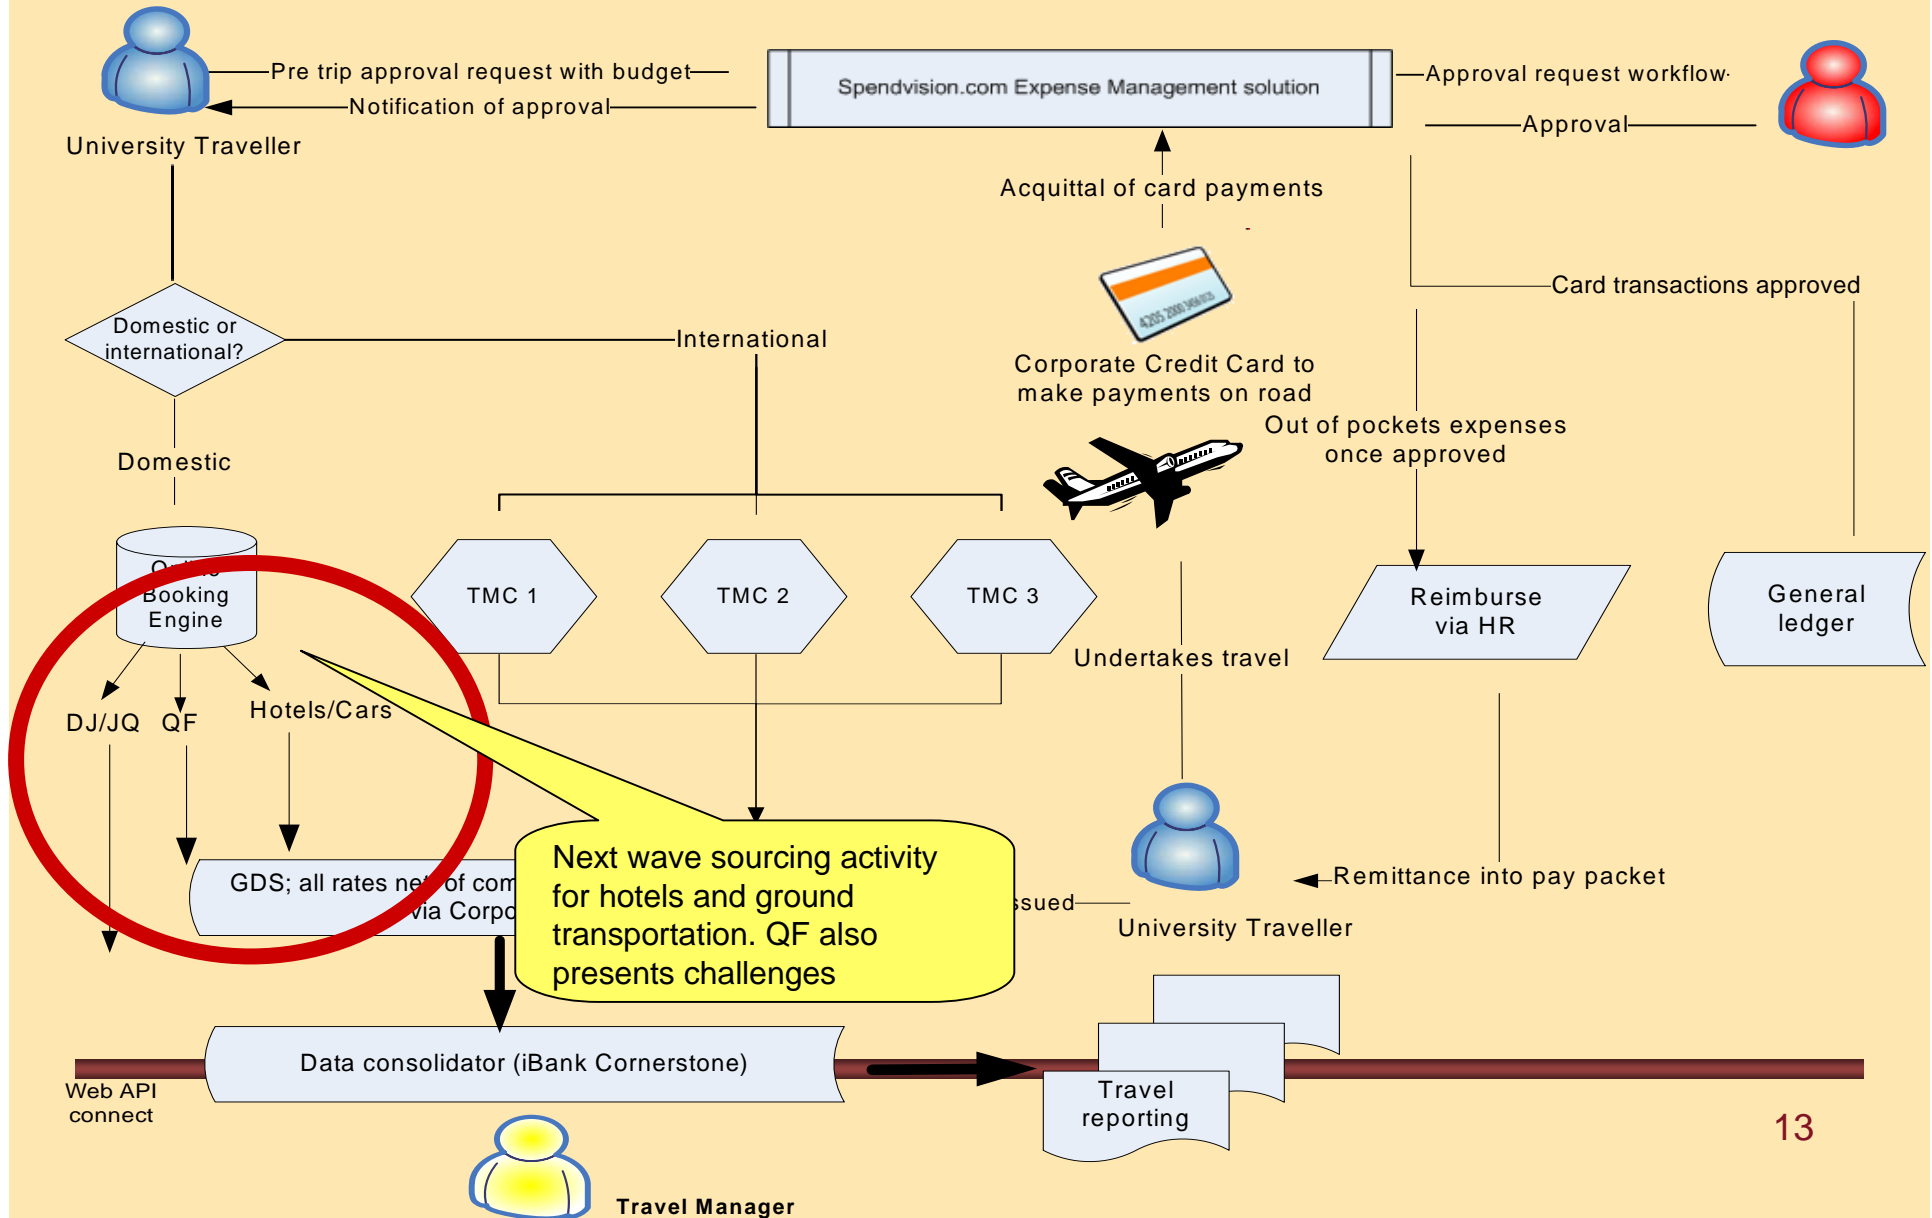 Pre trip approval request with budget
Notification of approval
University Traveller
Spendvision.com Expense Management solution
Approval request workflow
Approval
Acquittal of card payments
4205 2000 3456 0125
Corporate Credit Card to
make payments on road
Card transactions approved
Domestic or
international?
International
Domestic
Out of pockets expenses
once approved
Online
Booking
Engine
TMC 1
TMC 2
TMC 3
Reimburse
via HR
General
ledger
Undertakes travel
DJ/JQ
QF
Hotels/Cars
Next wave sourcing activity
for hotels and ground
transportation. QF also
presents challenges
GDS; all rates net of
via
Remittance into pay packet
University Traveller
Data consolidator (iBank Cornerstone)
Web API
connect
Travel
reporting
Travel Manager
13